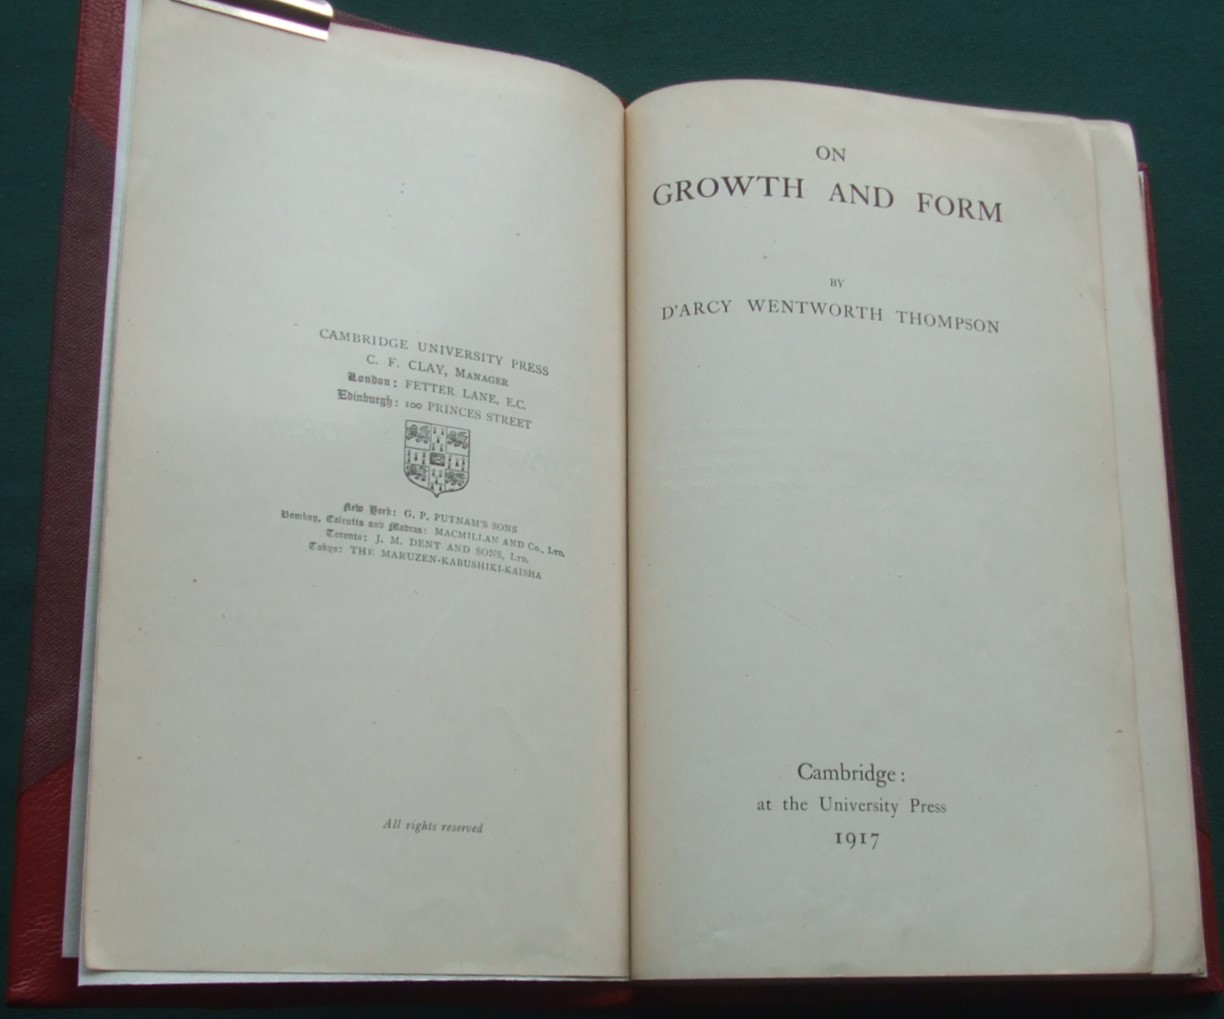 CAMBRIDGE UNIVERSITY PRESS
C. F. CLAY, MANAGER
London: FETTER LANE, E.C.
Edinburgh: 100 PRINCES STREET
New York: G. P. PUTNAM'S SONS
Bombay, Calcutta and Madras: MACMILLAN AND Co., LTD.
Toronto: J. M. DENT AND SONS, LTD.
Tokyo: THE MARUZEN-KABUSHIKI-KAISHA
All rights reserved
ON
GROWTH AND FORM
BY
D'ARCY WENTWORTH THOMPSON
Cambridge:
at the University Press
1917